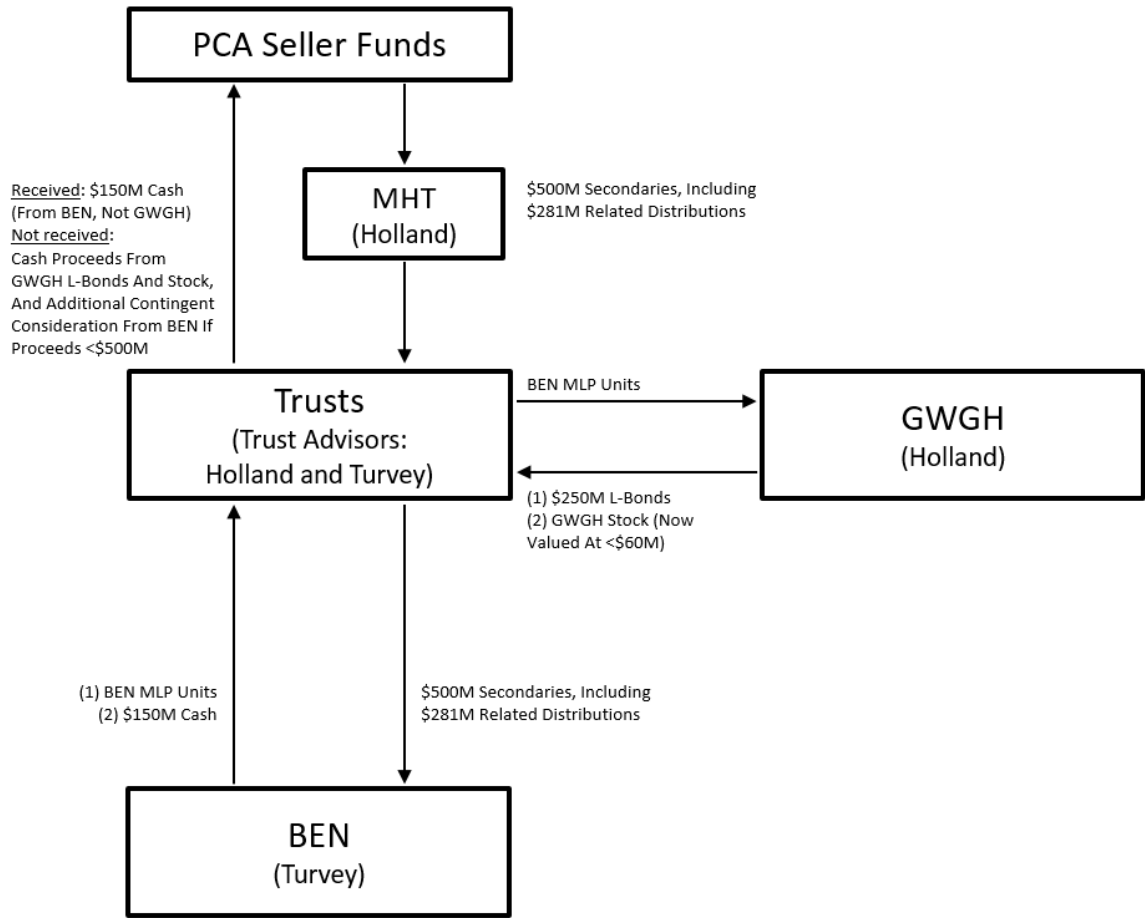 PCA Seller Funds
Received: $150M Cash
(From BEN, Not GWGH)
Not received:
Cash Proceeds From
GWGH L-Bonds And Stock,
And Additional Contingent
Consideration From BEN If
Proceeds <$500M
MHT
(Holland)
$500M Secondaries, Including
$281M Related Distributions
Trusts
(Trust Advisors:
Holland and Turvey)
BEN MLP Units
(1) $250M L-Bonds
(2) GWGH Stock (Now
Valued At <$60M)
GWGH
(Holland)
(1) BEN MLP Units
(2) $150M Cash
$500M Secondaries, Including
$281M Related Distributions
BEN
(Turvey)